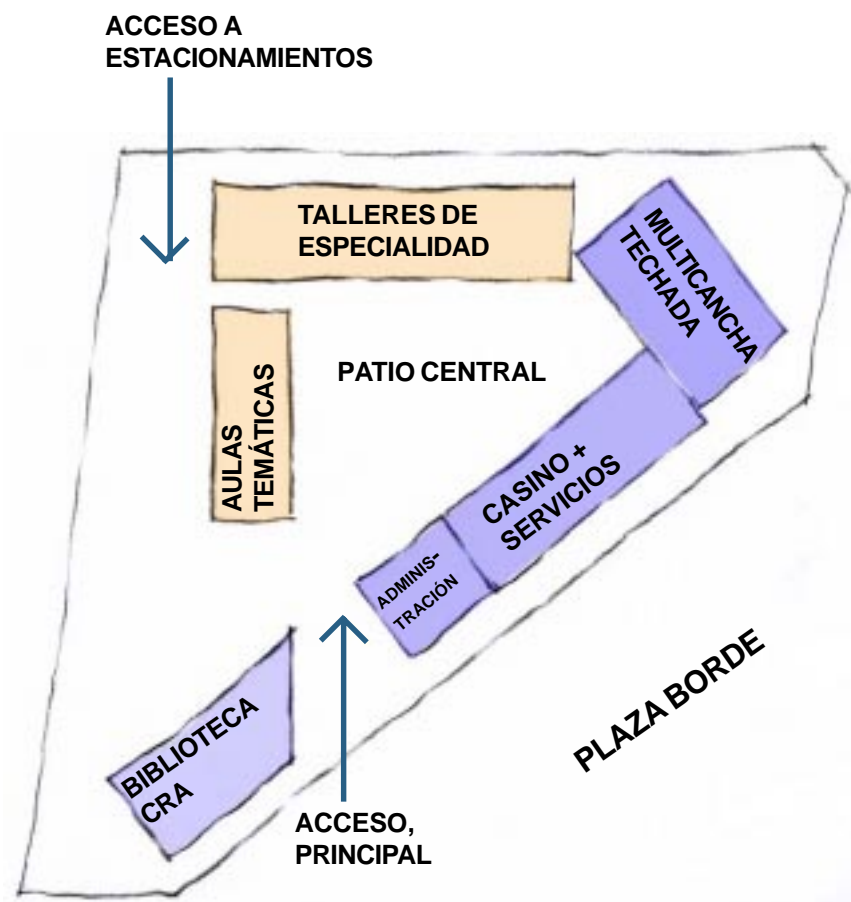 ACCESO A
ESTACIONAMIENTOS
TALLERES DE
ESPECIALIDAD
MULTICANCHA
TECHADA
PATIO CENTRAL
AULAS
TEMÁTICAS
CASINO +
SERVICIOS
ADMINIS-
TRACIÓN
BIBLIOTECA
CRA
PLAZA BORDE
ACCESO,
PRINCIPAL